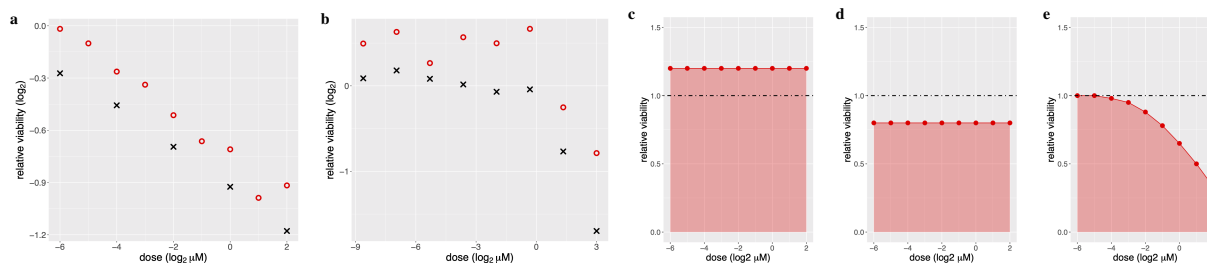 a
relative viability (log2)
0.0
−0.3
−0.6
−0.9
−1.2
−6
−4
−2
0
2
dose (log2 μM)
b
relative viability (log2)
0
−1
−9
−6
−3
0
3
dose (log2 μM)
c
relative viability
1.5
1.0
0.5
0.0
−6
−4
−2
0
2
dose (log2 μM)
d
relative viability
1.5
1.0
0.5
0.0
−6
−4
−2
0
2
dose (log2 μM)
e
relative viability
1.5
1.0
0.5
0.0
−6
−4
−2
0
dose (log2 μM)